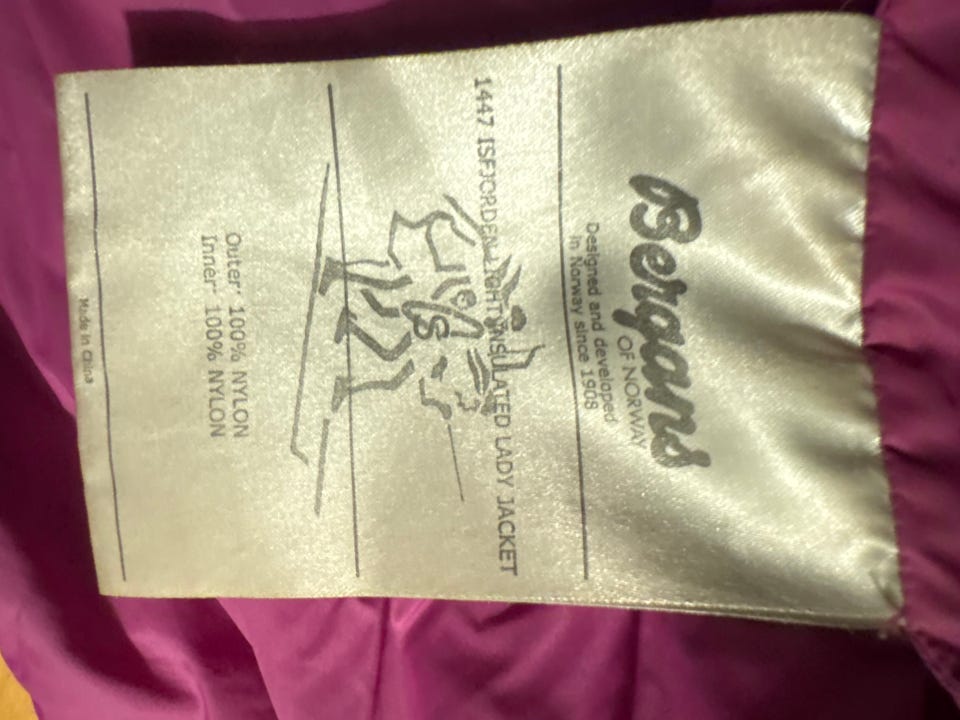 Bergans
OF NORWAY
Designed and developed
in Norway since 1908
1447 ISFJORDEN LIGHT INSULATED LADY JACKET
Outer 100% NYLON
Inner 100% NYLON
Made in China